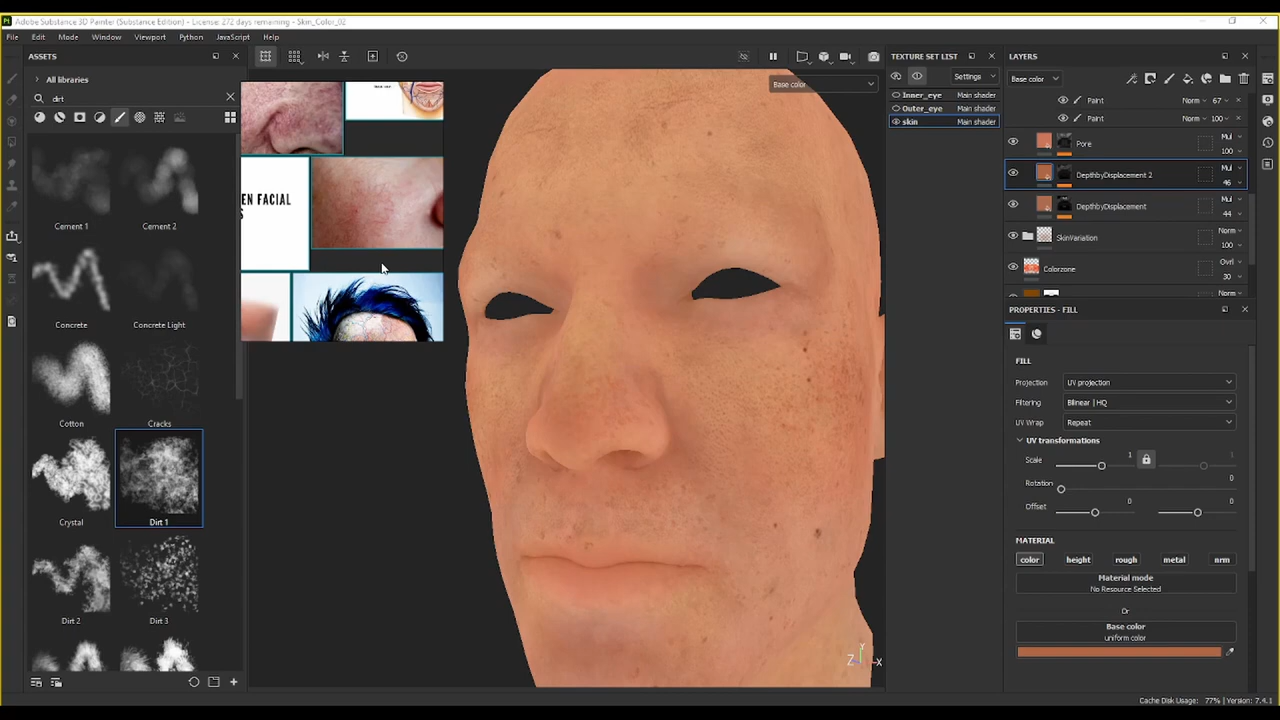 Adobe Substance 3D Painter (Substance Edition) - License: 272 days remaining - Skin_Color_02
File Edit Mode Window Viewport Python JavaScript Help
ASSETS
All libraries
dirt
Cement 1 Cement 2
Concrete Concrete Light
Cotton Cracks
Crystal Dirt 1
Dirt 2 Dirt 3
EN FACIAL
S
Base color
TEXTURE SET LIST
Settings
Inner_eye Main shader
Outer_eye Main shader
skin Main shader
LAYERS
Base color
Paint Norm 67
Paint Norm 100
Pore Mul 100
DepthbyDisplacement 2 Mul 46
DepthbyDisplacement Mul 44
SkinVariation Norm 100
Colorzone Ovrl 30
Norm
PROPERTIES - FILL
FILL
Projection UV projection
Filtering Bilinear | HQ
UV Wrap Repeat
UV transformations
Scale 1 1
Rotation 0
Offset 0 0
MATERIAL
color height rough metal nrm
Material mode
No Resource Selected
Or
Base color
uniform color
Y
Z X
Cache Disk Usage: 77% | Version: 7.4.1